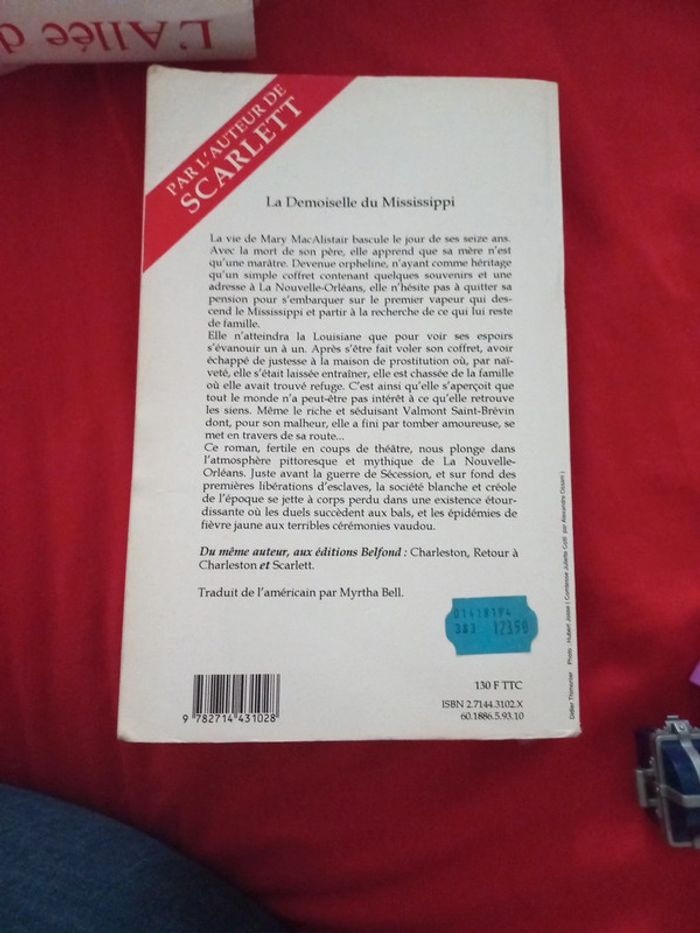 L'Allée d
PAR L'AUTEUR DE
SCARLETT
La Demoiselle du Mississippi
La vie de Mary MacAlistair bascule le jour de ses seize ans.
Avec la mort de son père, elle apprend que sa mère n'est
qu'une marâtre. Devenue orpheline, n'ayant comme héritage
qu'un simple coffret contenant quelques souvenirs et une
adresse à La Nouvelle-Orléans, elle n'hésite pas à quitter sa
pension pour s'embarquer sur le premier vapeur qui des-
cend le Mississippi et partir à la recherche de ce qui lui reste
de famille.
Elle n'atteindra la Louisiane que pour voir ses espoirs
s'évanouir un à un. Après s'être fait voler son coffret, avoir
échappé de justesse à la maison de prostitution où, par naï-
veté, elle s'était laissée entraîner, elle est chassée de la famille
où elle avait trouvé refuge. C'est ainsi qu'elle s'aperçoit que
tout le monde n'a peut-être pas intérêt à ce qu'elle retrouve
les siens. Même le riche et séduisant Valmont Saint-Brévin
dont, pour son malheur, elle a fini par tomber amoureuse, se
met en travers de sa route...
Ce roman, fertile en coups de théâtre, nous plonge dans
l'atmosphère pittoresque et mythique de La Nouvelle-
Orléans. Juste avant la guerre de Sécession, et sur fond des
premières libérations d'esclaves, la société blanche et créole
de l'époque se jette à corps perdu dans une existence étour-
dissante où les duels succèdent aux bals, et les épidémies de
fièvre jaune aux terribles cérémonies vaudou.
Du même auteur, aux éditions Belfond : Charleston, Retour à
Charleston et Scarlett.
Traduit de l'américain par Myrtha Bell.
383 12350
130 F TTC
ISBN 2.7144.3102.X
60.1886.5.93.10
9 782714 431028
Photo : Hubert Josse